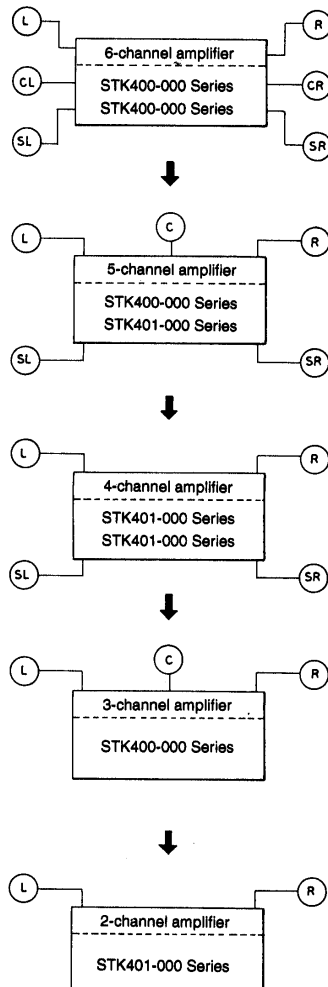 L
R
6-channel amplifier
CL
STK400-000 Series
CR
STK400-000 Series
SL
SR
C
L
R
5-channel amplifier
STK400-000 Series
STK401-000 Series
SL
SR
L
R
4-channel amplifier
STK401-000 Series
STK401-000 Series
SL
SR
C
L
R
3-channel amplifier
STK400-000 Series
L
R
2-channel amplifier
STK401-000 Series